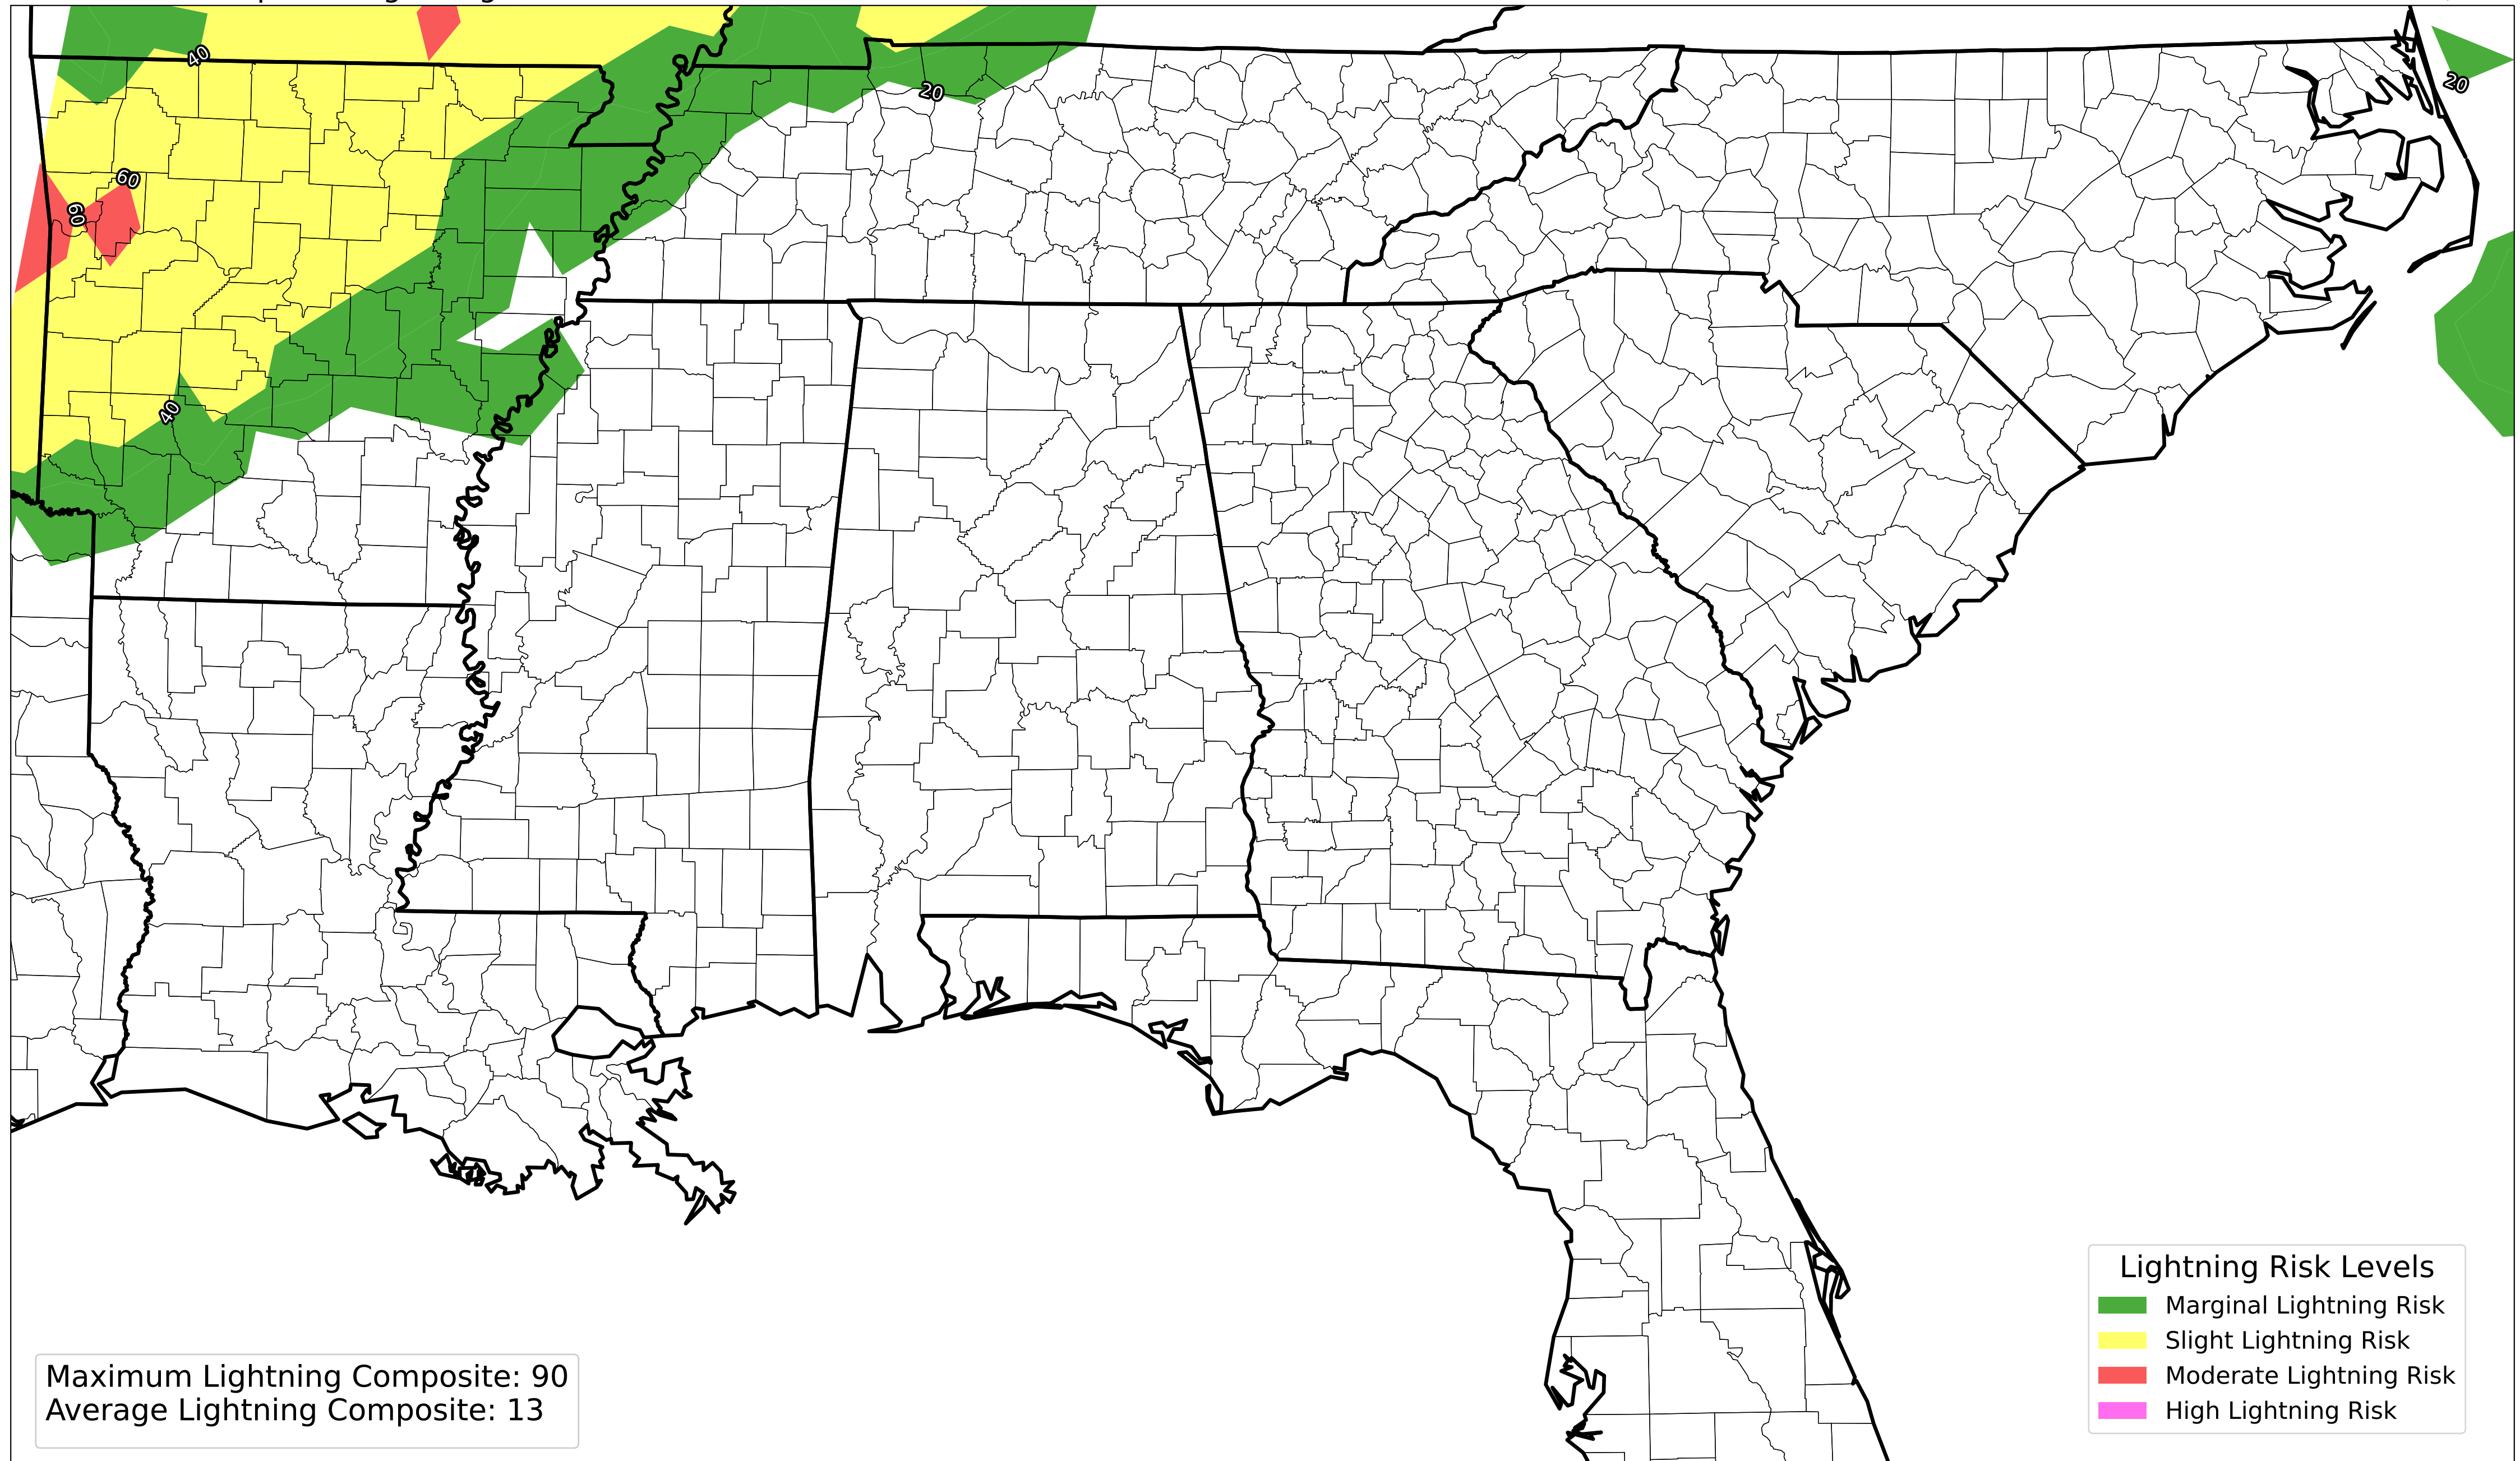 40
20
20
60
60
40
Lightning Risk Levels
Marginal Lightning Risk
Slight Lightning Risk
Moderate Lightning Risk
High Lightning Risk
Maximum Lightning Composite: 90
Average Lightning Composite: 13